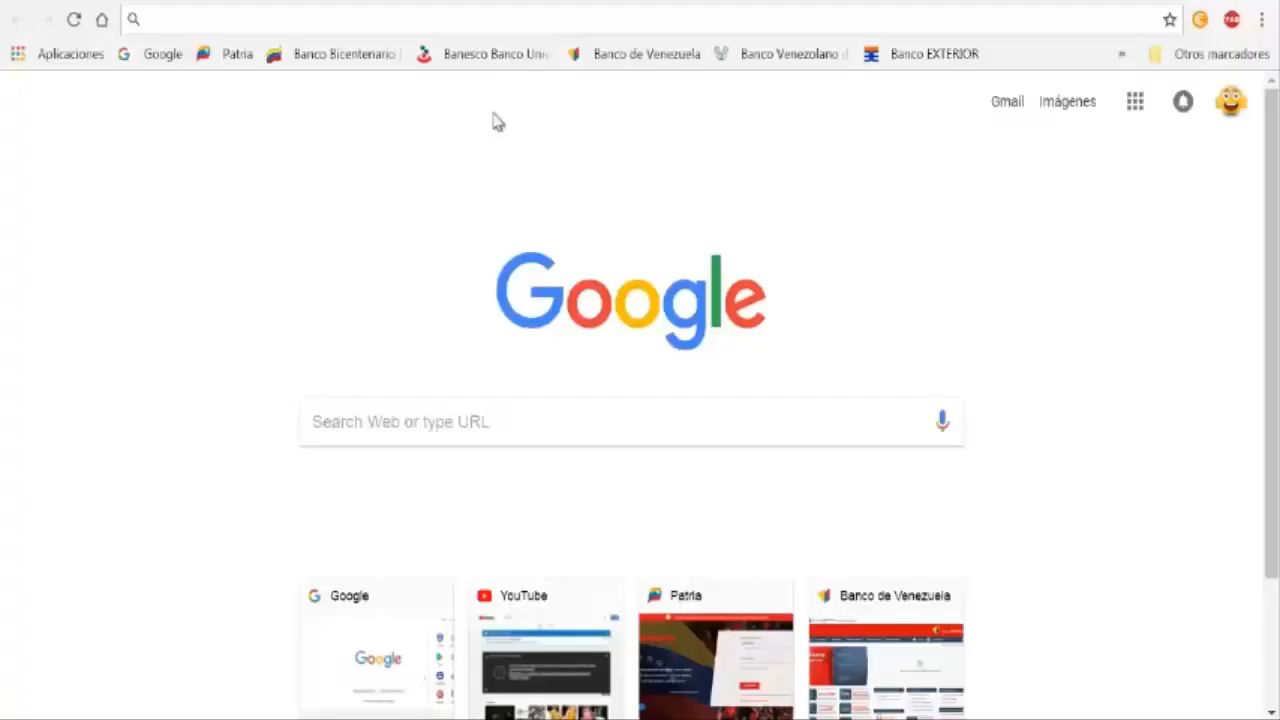 Aplicaciones Google Patria Banco Bicentenario Banesco Banco Univ Banco de Venezuela Banco Venezolano d Banco EXTERIOR » Otros marcadores
Gmail Imágenes
Google
Search Web or type URL
Google YouTube Patria Banco de Venezuela
Google